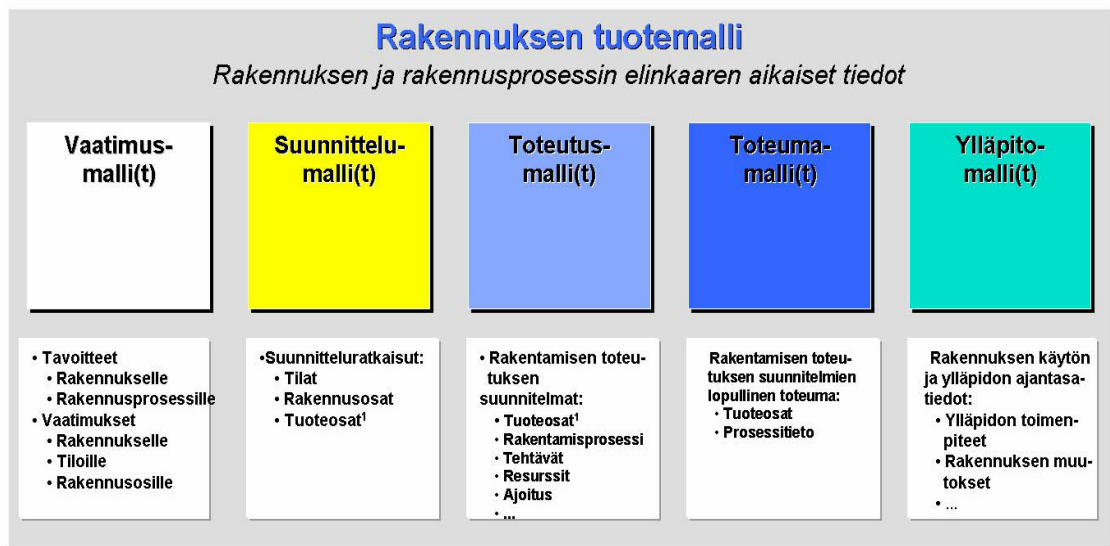 Rakennuksen tuotemalli
Rakennuksen ja rakennusprosessin elinkaaren aikaiset tiedot
Vaatimus-
malli(t)
Suunnittelu-
malli(t)
Toteutus-
malli(t)
Toteuma-
malli(t)
Ylläpito-
malli(t)
• Tavoitteet
• Rakennukselle
• Rakennusprosessille
• Vaatimukset
• Rakennukselle
• Tiloille
• Rakennusosille
•Suunnitteluratkaisut:
• Tilat
• Rakennusosat
• Tuoteosat¹
• Rakentamisen toteu-
tuksen
suunnitelmat:
• Tuoteosat¹
• Rakentamisprosessi
• Tehtävät
• Resurssit
• Ajoitus
• ...
Rakentamisen toteu-
tuksen suunnitelmien
lopullinen toteuma:
• Tuoteosat
• Prosessitieto
Rakennuksen käytön
ja ylläpidon ajantasa-
tiedot:
• Ylläpidon toimen-
piteet
• Rakennuksen muu-
tokset
• ...